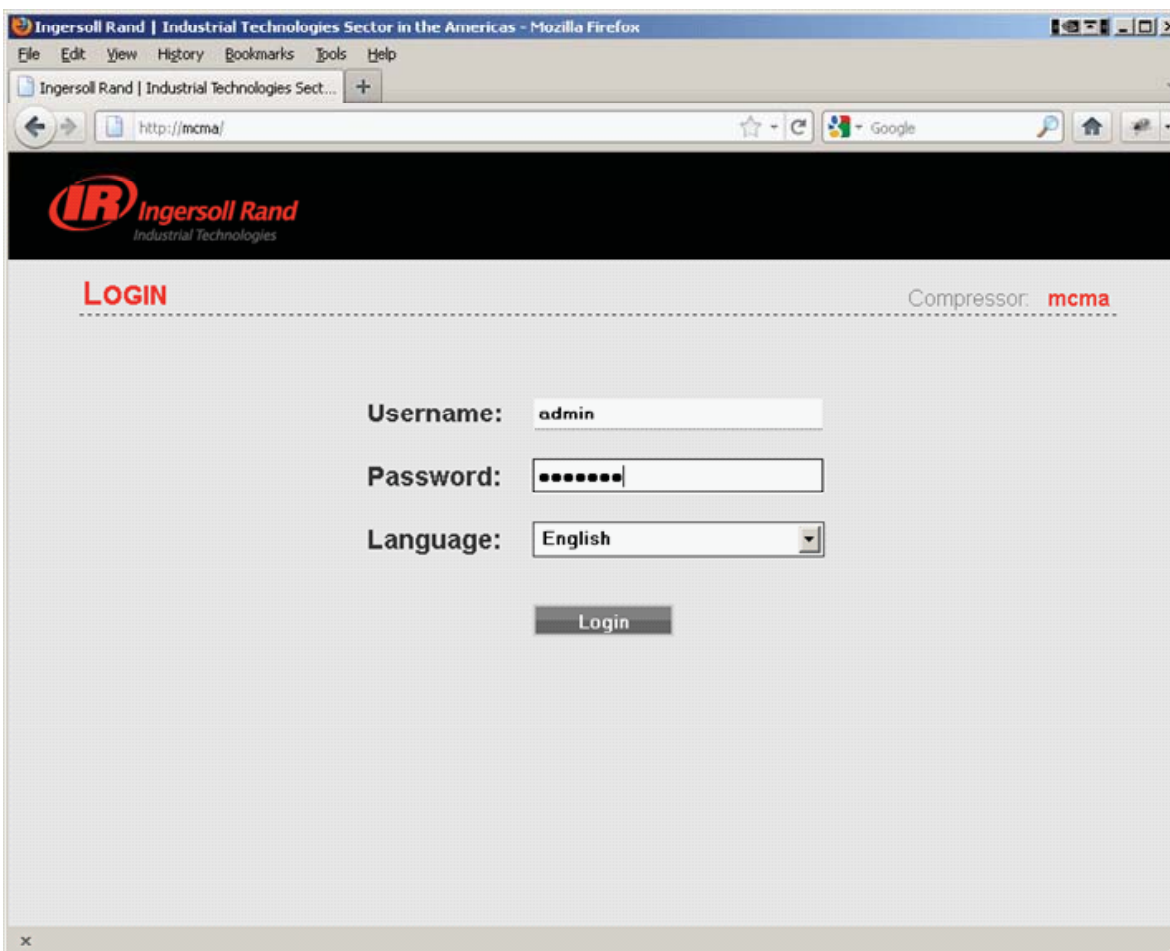 Ingersoll Rand | Industrial Technologies Sector in the Americas - Mozilla Firefox
File Edit View History Bookmarks Tools Help
Ingersoll Rand | Industrial Technologies Sect... +
http://mcma/ Google
IR Ingersoll Rand
Industrial Technologies
LOGIN Compressor: mcma
Username: admin
Password: •••••••
Language: English
Login